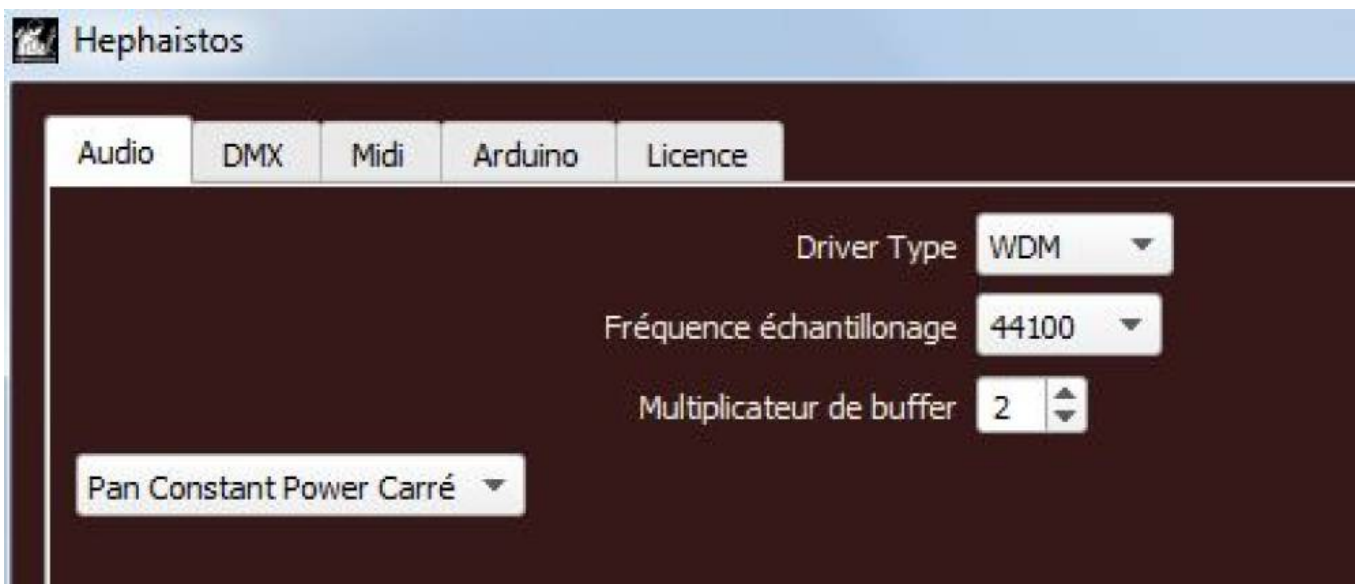 Hephaistos
Audio DMX Midi Arduino Licence
Driver Type WDM
Fréquence échantillonage 44100
Multiplicateur de buffer 2
Pan Constant Power Carré